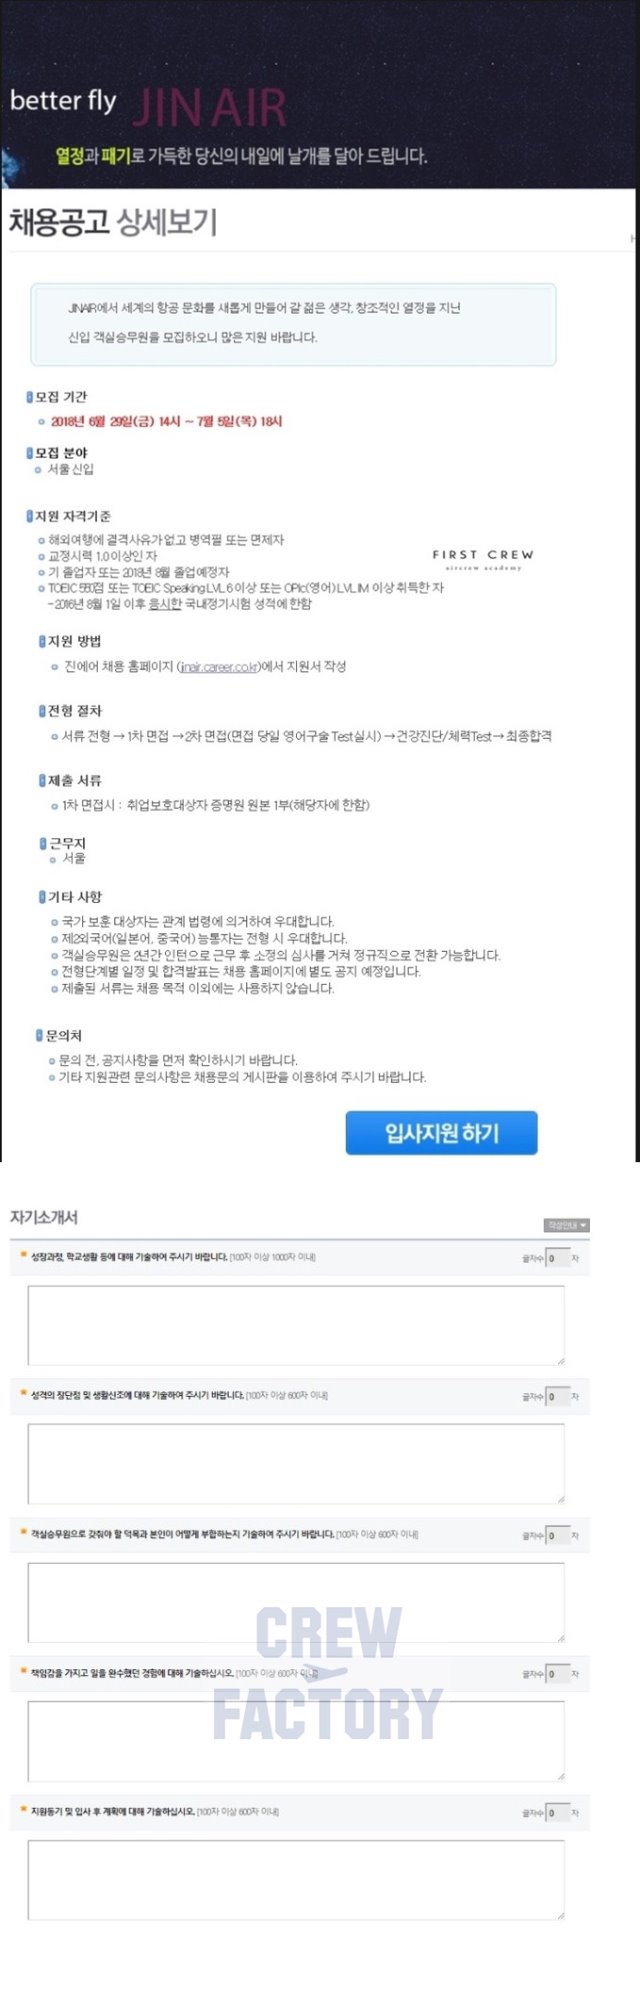 better fly JIN AIR
열정과 패기로 가득한 당신의 내일에 날개를 달아 드립니다.
채용공고 상세보기
JINAIR에서 세계의 항공 문화를 새롭게 만들어 갈 젊은 생각, 창조적인 열정을 지닌
신입 객실승무원을 모집하오니 많은 지원 바랍니다.
모집 기간
2018년 6월 29일(금) 14시 ~ 7월 5일(목) 18시
모집 분야
서울 신입
지원 자격기준
해외여행에 결격사유가 없고 병역필 또는 면제자
교정시력 1.0이상인 자
FIRST CREW
aircrew academy
기 졸업자 또는 2018년 8월 졸업예정자
TOEIC 550점 또는 TOEIC Speaking LVL 6 이상 또는 OPIc(영어) LVL IM 이상 취득한 자
- 2016년 8월 1일 이후 응시한 국내정기시험 성적에 한함
지원 방법
진에어 채용 홈페이지 (jinair.career.co.kr)에서 지원서 작성
전형 절차
서류 전형 → 1차 면접 → 2차 면접(면접 당일 영어구술 Test실시) → 건강진단/체력Test → 최종합격
제출 서류
1차 면접시 : 취업보호대상자 증명원 원본 1부(해당자에 한함)
근무지
서울
기타 사항
국가 보훈 대상자는 관계 법령에 의거하여 우대합니다.
제2외국어(일본어, 중국어) 능통자는 전형 시 우대합니다.
객실승무원은 2년간 인턴으로 근무 후 소정의 심사를 거쳐 정규직으로 전환 가능합니다.
전형단계별 일정 및 합격발표는 채용 홈페이지에 별도 공지 예정입니다.
제출된 서류는 채용 목적 이외에는 사용하지 않습니다.
문의처
문의 전, 공지사항을 먼저 확인하시기 바랍니다.
기타 지원관련 문의사항은 채용문의 게시판을 이용하여 주시기 바랍니다.
입사지원 하기
자기소개서
작성안내 ▼
* 성장과정, 학교생활 등에 대해 기술하여 주시기 바랍니다. [100자 이상 1000자 이내] 글자수 0 자
* 성격의 장단점 및 생활신조에 대해 기술하여 주시기 바랍니다. [100자 이상 600자 이내] 글자수 0 자
* 객실승무원으로 갖춰야 할 덕목과 본인이 어떻게 부합하는지 기술하여 주시기 바랍니다. [100자 이상 600자 이내] 글자수 0 자
CREW
* 책임감을 가지고 일을 완수했던 경험에 대해 기술하십시오. [100자 이상 600자 이내] 글자수 0 자
FACTORY
* 지원동기 및 입사 후 계획에 대해 기술하십시오. [100자 이상 600자 이내] 글자수 0 자